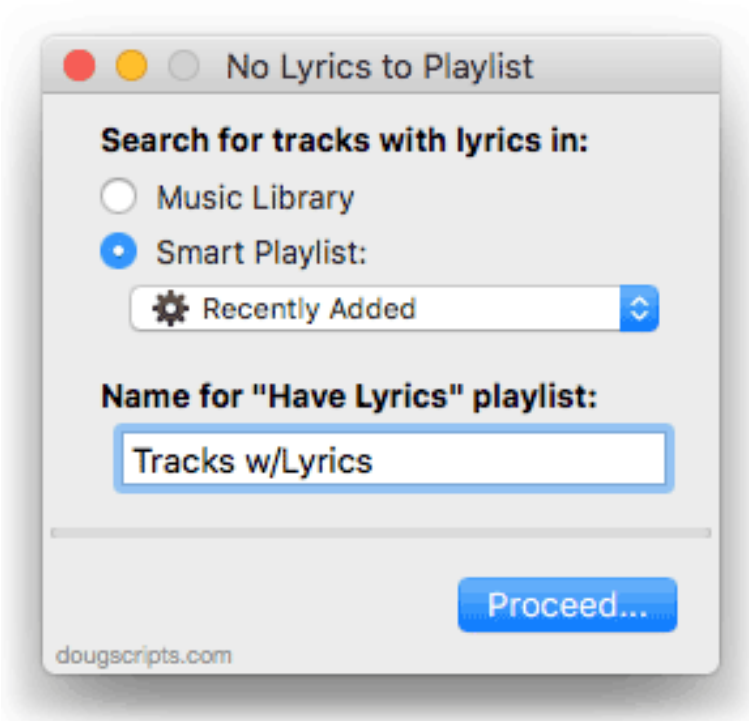 No Lyrics to Playlist
Search for tracks with lyrics in:
Music Library
Smart Playlist:
Recently Added
Name for "Have Lyrics" playlist:
Tracks w/Lyrics
Proceed...
dougscripts.com